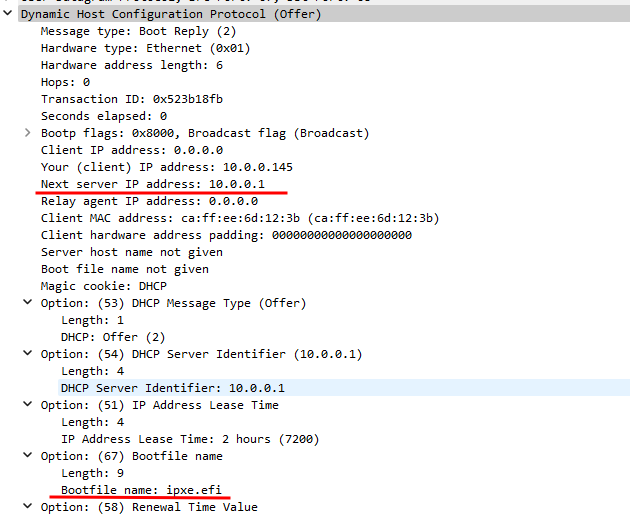 Dynamic Host Configuration Protocol (Offer)
Message type: Boot Reply (2)
Hardware type: Ethernet (0x01)
Hardware address length: 6
Hops: 0
Transaction ID: 0x523b18fb
Seconds elapsed: 0
Bootp flags: 0x8000, Broadcast flag (Broadcast)
Client IP address: 0.0.0.0
Your (client) IP address: 10.0.0.145
Next server IP address: 10.0.0.1
Relay agent IP address: 0.0.0.0
Client MAC address: ca:ff:ee:6d:12:3b (ca:ff:ee:6d:12:3b)
Client hardware address padding: 00000000000000000000
Server host name not given
Boot file name not given
Magic cookie: DHCP
Option: (53) DHCP Message Type (Offer)
Length: 1
DHCP: Offer (2)
Option: (54) DHCP Server Identifier (10.0.0.1)
Length: 4
DHCP Server Identifier: 10.0.0.1
Option: (51) IP Address Lease Time
Length: 4
IP Address Lease Time: 2 hours (7200)
Option: (67) Bootfile name
Length: 9
Bootfile name: ipxe.efi
Option: (58) Renewal Time Value